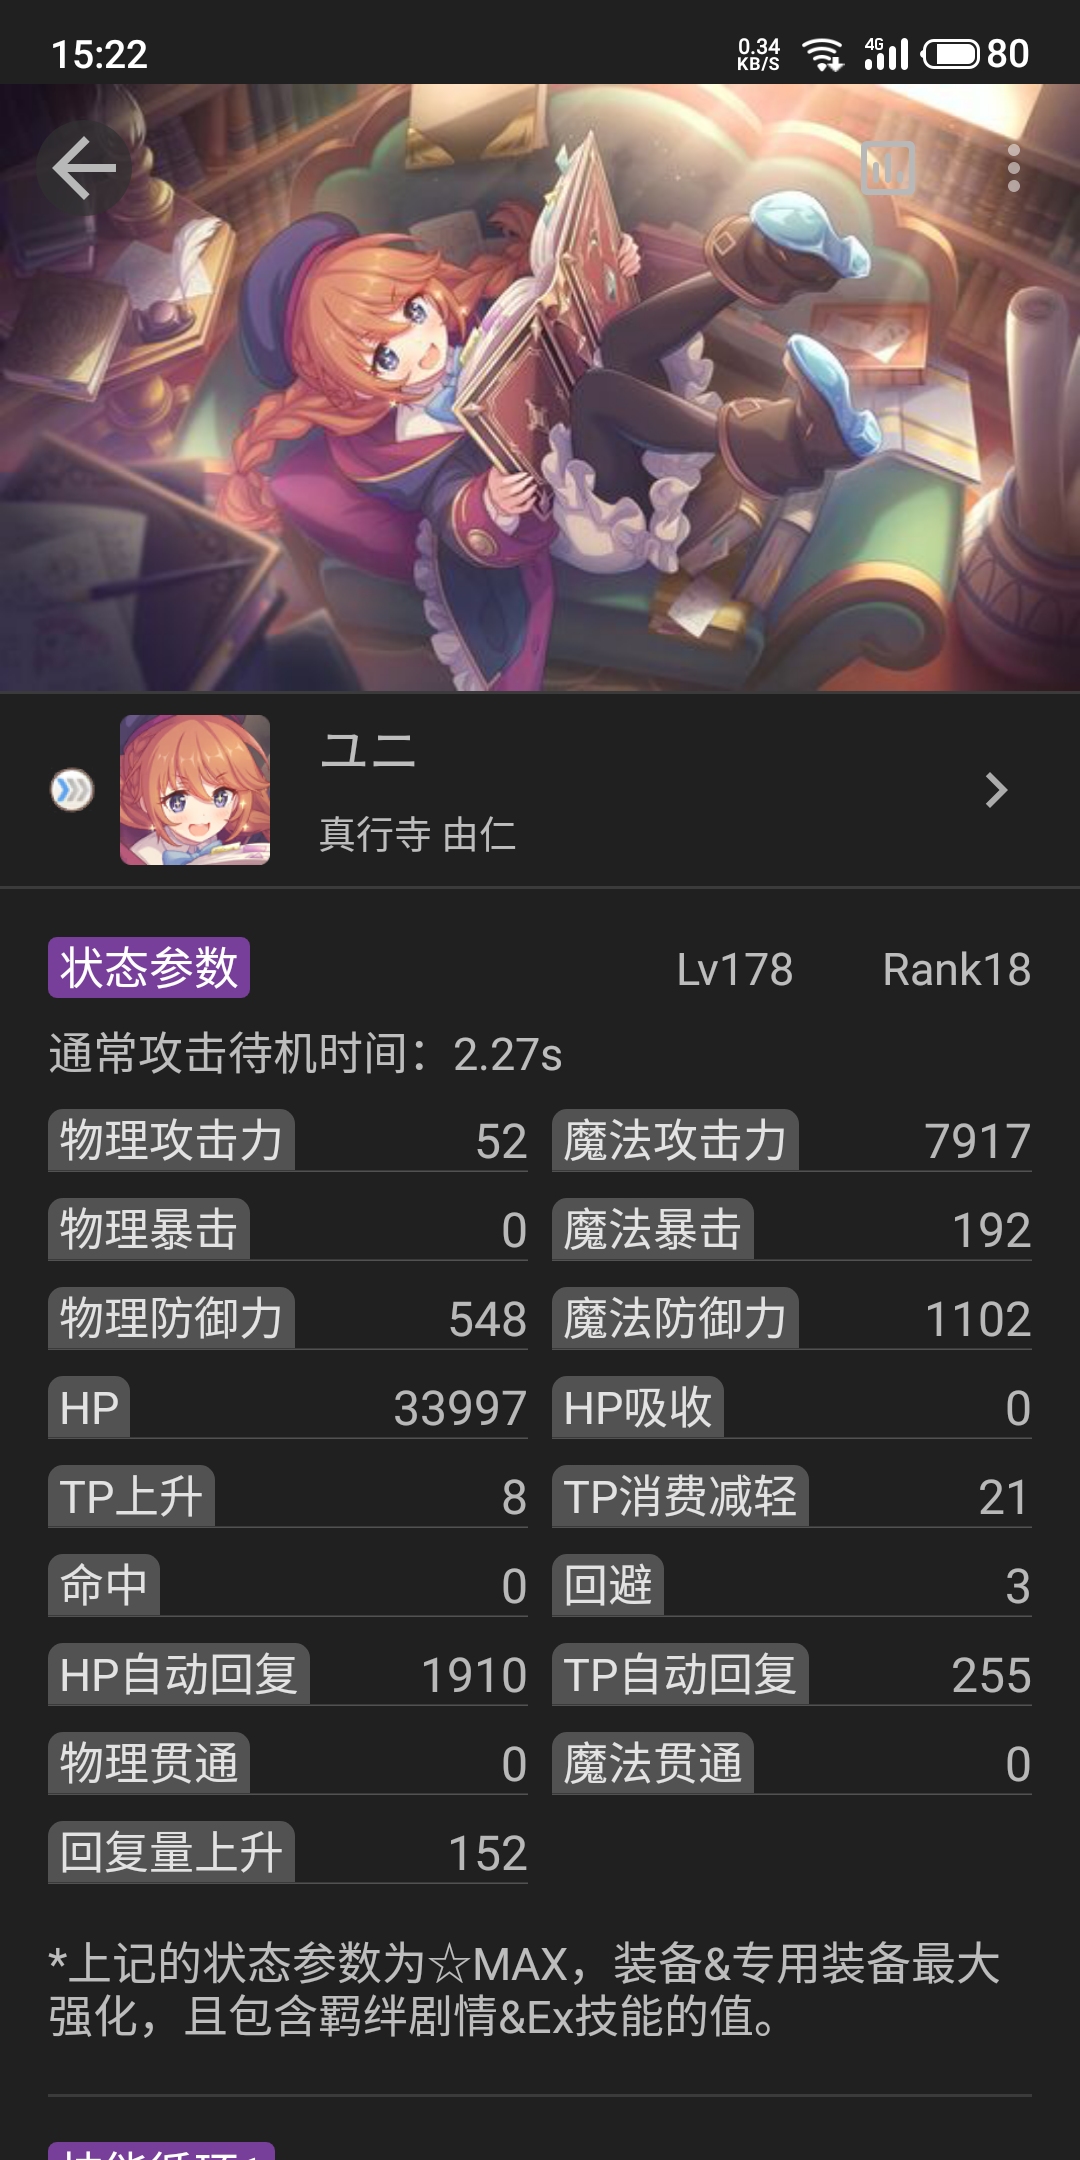 15:22
0.34
KB/S
4G
80
ユニ
真行寺 由仁
状态参数 Lv178 Rank18
通常攻击待机时间：2.27s
物理攻击力 52 魔法攻击力 7917
物理暴击 0 魔法暴击 192
物理防御力 548 魔法防御力 1102
HP 33997 HP吸收 0
TP上升 8 TP消费减轻 21
命中 0 回避 3
HP自动回复 1910 TP自动回复 255
物理贯通 0 魔法贯通 0
回复量上升 152
*上记的状态参数为☆MAX，装备&专用装备最大
强化，且包含羁绊剧情&Ex技能的值。